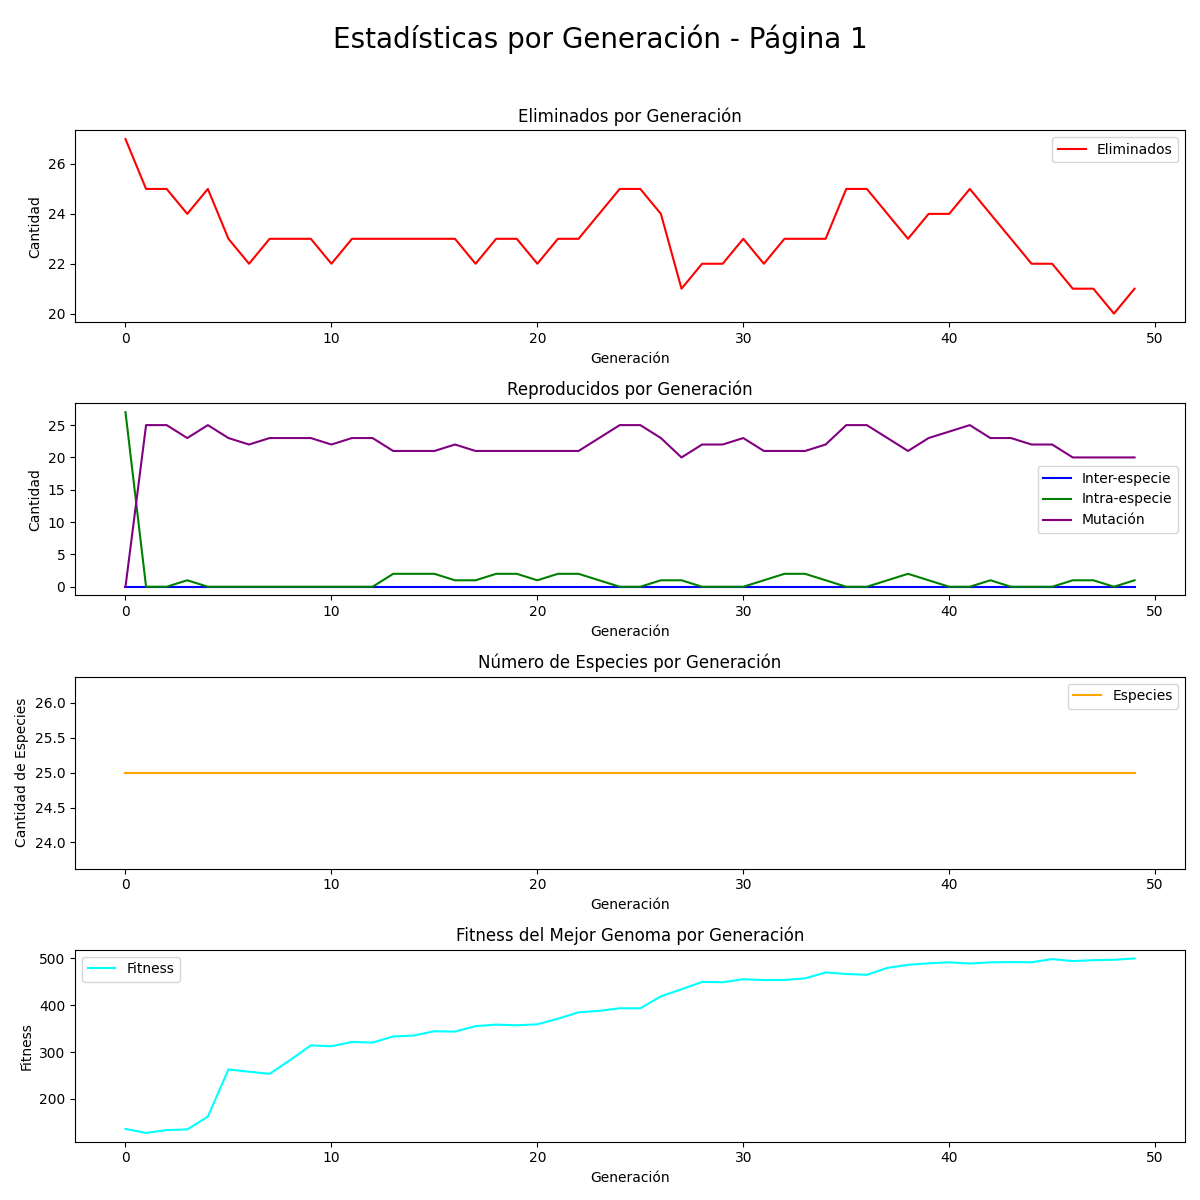 Estadísticas por Generación - Página 1
Eliminados por Generación
Eliminados
26
24
22
20
Cantidad
0 10 20 30 40 50
Generación
Reproducidos por Generación
25
20
15
10
5
0
Cantidad
Inter-especie
Intra-especie
Mutación
0 10 20 30 40 50
Generación
Número de Especies por Generación
Especies
26.0
25.5
25.0
24.5
24.0
Cantidad de Especies
0 10 20 30 40 50
Generación
Fitness del Mejor Genoma por Generación
Fitness
500
400
300
200
Fitness
0 10 20 30 40 50
Generación